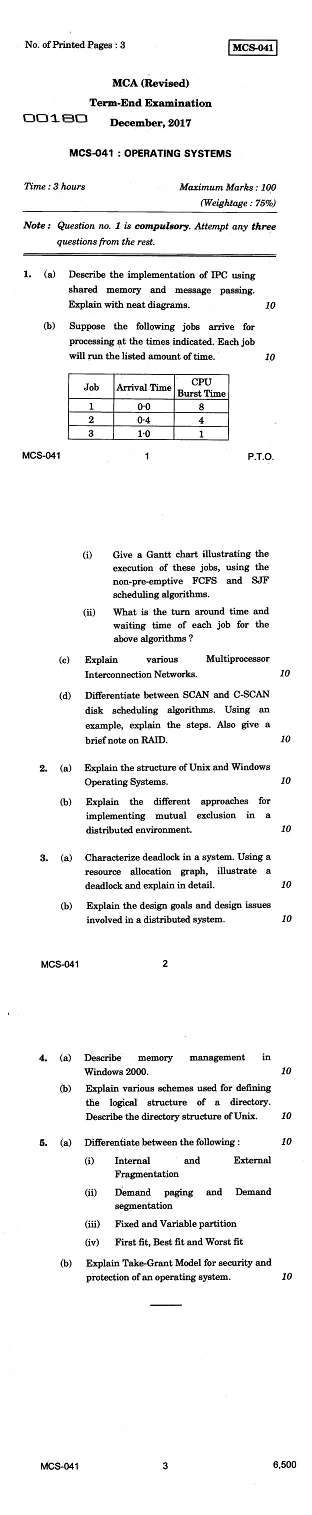 No. of Printed Pages : 3 MCS-041
MCA (Revised)
Term-End Examination
00180 December, 2017
MCS-041 : OPERATING SYSTEMS
Time : 3 hours Maximum Marks : 100
(Weightage : 75%)
Note : Question no. 1 is compulsory. Attempt any three
questions from the rest.
1. (a) Describe the implementation of IPC using
shared memory and message passing.
Explain with neat diagrams. 10
(b) Suppose the following jobs arrive for
processing at the times indicated. Each job
will run the listed amount of time. 10
Job Arrival Time CPU
Burst Time
1 0·0 8
2 0·4 4
3 1·0 1
MCS-041 1 P.T.O.
(i) Give a Gantt chart illustrating the
execution of these jobs, using the
non-pre-emptive FCFS and SJF
scheduling algorithms.
(ii) What is the turn around time and
waiting time of each job for the
above algorithms ?
(c) Explain various Multiprocessor
Interconnection Networks. 10
(d) Differentiate between SCAN and C-SCAN
disk scheduling algorithms. Using an
example, explain the steps. Also give a
brief note on RAID. 10
2. (a) Explain the structure of Unix and Windows
Operating Systems. 10
(b) Explain the different approaches for
implementing mutual exclusion in a
distributed environment. 10
3. (a) Characterize deadlock in a system. Using a
resource allocation graph, illustrate a
deadlock and explain in detail. 10
(b) Explain the design goals and design issues
involved in a distributed system. 10
MCS-041 2
4. (a) Describe memory management in
Windows 2000. 10
(b) Explain various schemes used for defining
the logical structure of a directory.
Describe the directory structure of Unix. 10
5. (a) Differentiate between the following : 10
(i) Internal and External
Fragmentation
(ii) Demand paging and Demand
segmentation
(iii) Fixed and Variable partition
(iv) First fit, Best fit and Worst fit
(b) Explain Take-Grant Model for security and
protection of an operating system. 10
MCS-041 3 6,500